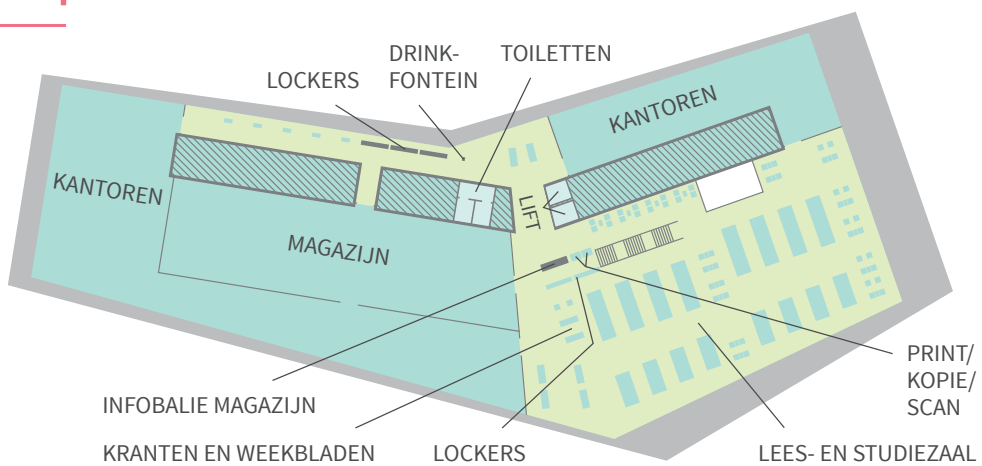 DRINK-
FONTEIN
TOILETTEN
LOCKERS
KANTOREN
KANTOREN
LIFT
MAGAZIJN
PRINT/
KOPIE/
SCAN
INFOBALIE MAGAZIJN
KRANTEN EN WEEKBLADEN
LOCKERS
LEES- EN STUDIEZAAL